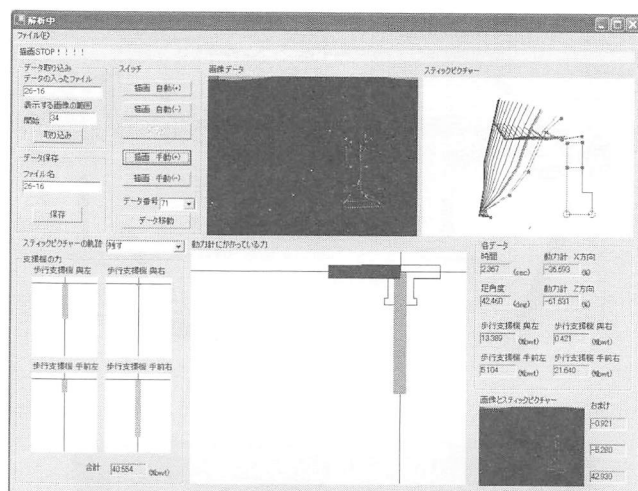 解析中
ファイル(F)
描画STOP！！！！
データ取り込み
データの入ったファイル
26-16
表示する画像の範囲
開始 34
取り込み
データ保存
ファイル名
26-16
保存
スイッチ
描画 自動(+)
描画 自動(-)
描画 手動(+)
描画 手動(-)
データ番号 71
データ移動
画像データ
スティックピクチャー
スティックピクチャーの軌跡 残す
支援機の力
歩行支援機 奥左 歩行支援機 奥右
歩行支援機 手前左 歩行支援機 手前右
合計 40.554 (%bwt)
動力計にかかっている力
各データ
時間 動力計 X方向
2.367 (sec) -36.693 (N)
足角度 動力計 Z方向
42.460 (deg) -61.631 (N)
歩行支援機 奥左 歩行支援機 奥右
13.389 (%bwt) 0.421 (%bwt)
歩行支援機 手前左 歩行支援機 手前右
5.104 (%bwt) 21.640 (%bwt)
画像とスティックピクチャー おまけ
-0.921
-5.280
42.930